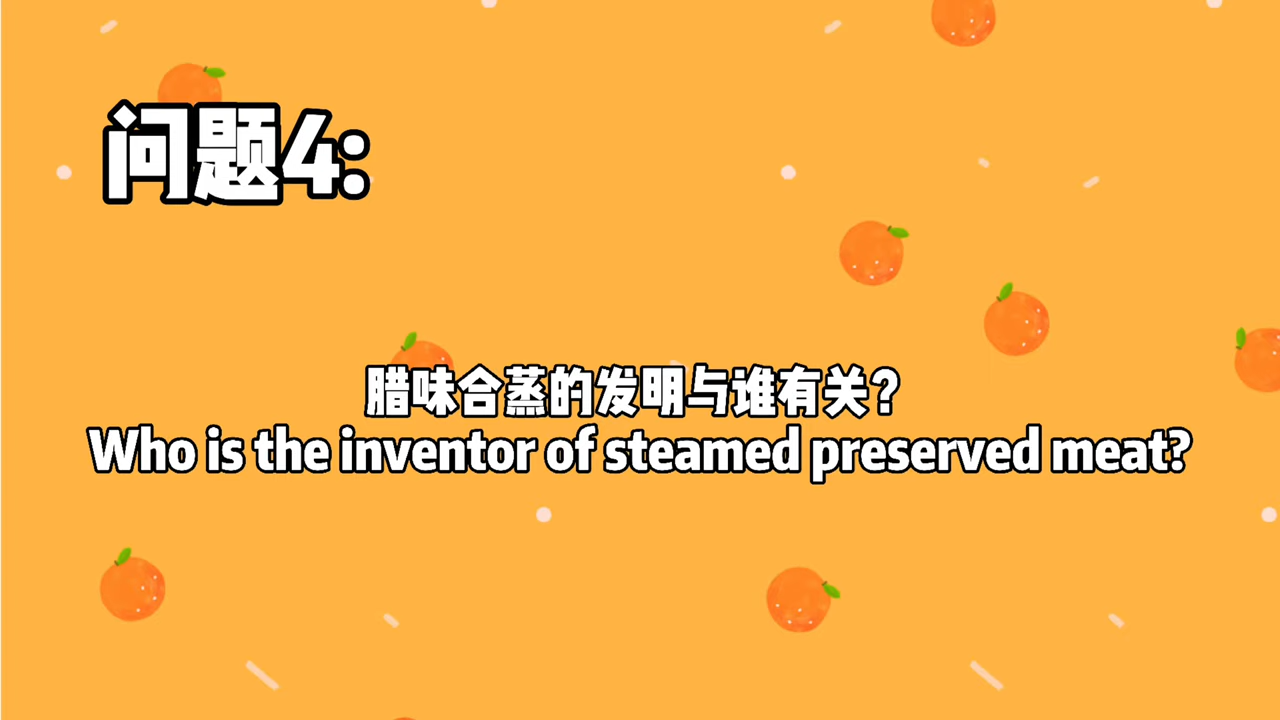 问题4:
腊味合蒸的发明与谁有关？
Who is the inventor of steamed preserved meat?